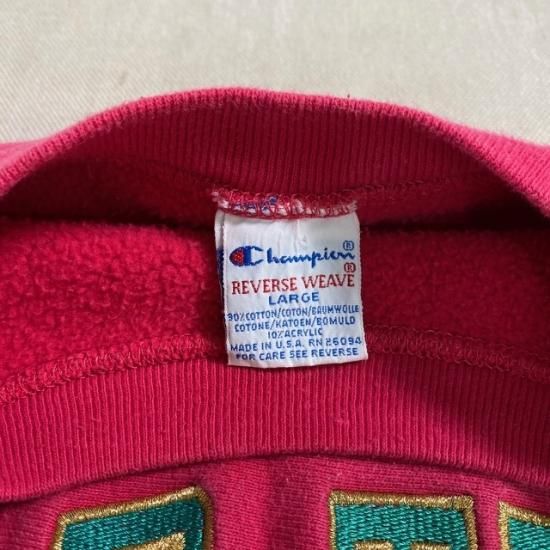 Champion®
REVERSE WEAVE®
LARGE
90% COTTON/COTON/BAUMWOLLE
COTONE/KATOEN/BOMULD
10% ACRYLIC
MADE IN U.S.A. RN 26094
FOR CARE SEE REVERSE